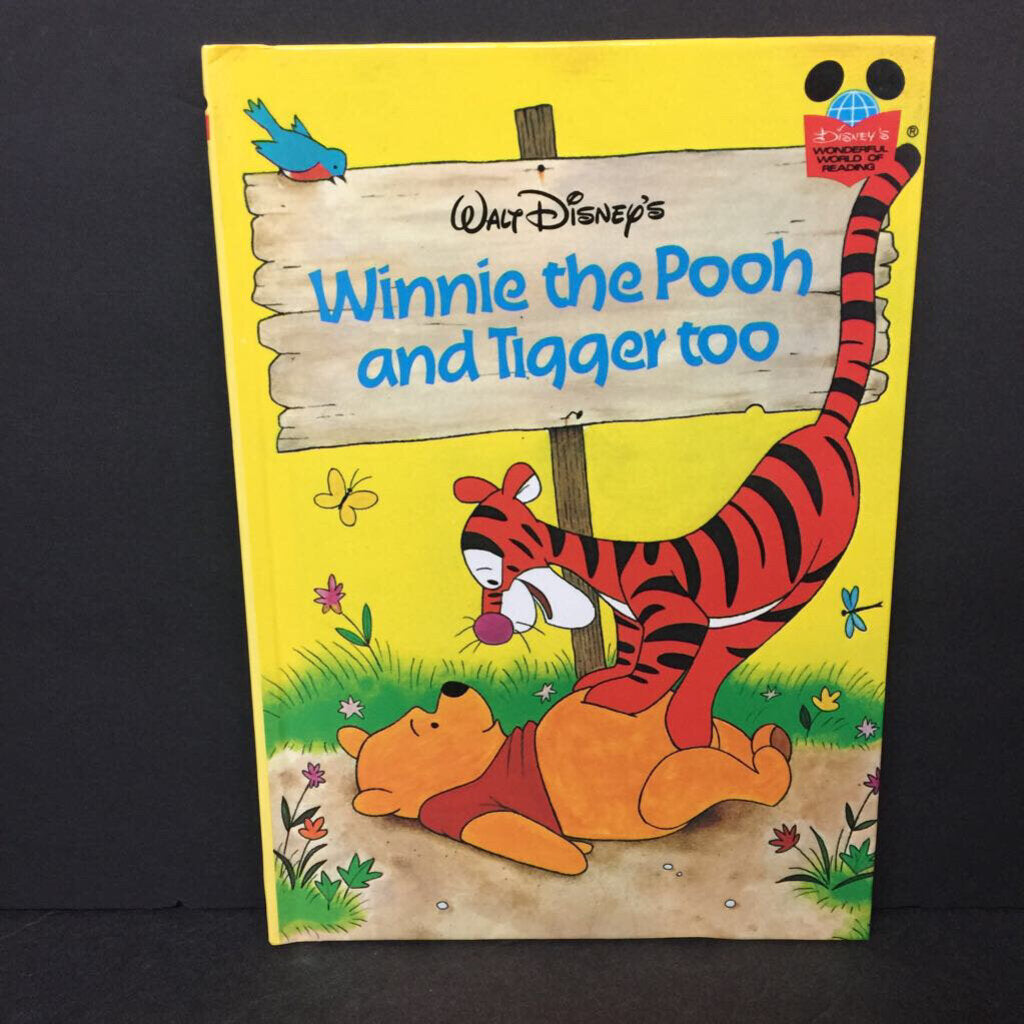 Disney's
WONDERFUL
WORLD OF
READING
®
Walt Disney's
Winnie the Pooh
and Tigger too